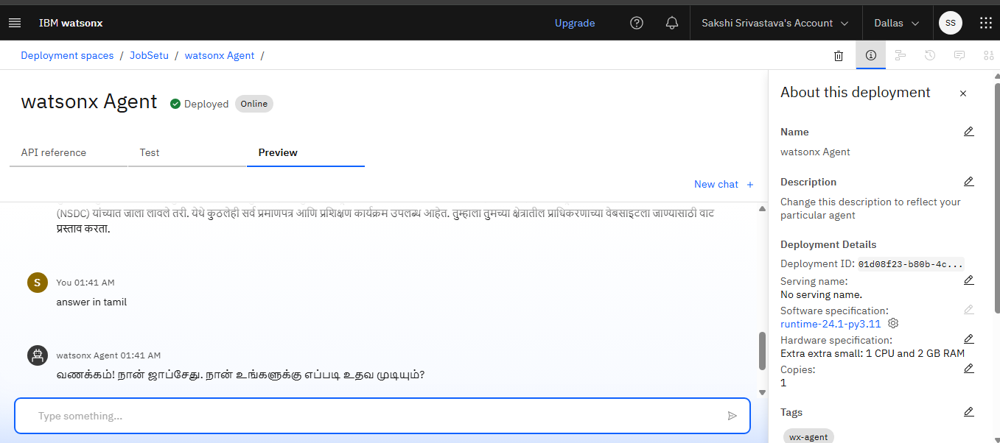 IBM watsonx
Upgrade
Sakshi Srivastava's Account
Dallas
SS
Deployment spaces / JobSetu / watsonx Agent /
watsonx Agent
Deployed
Online
API reference
Test
Preview
New chat +
(NSDC) यांच्यात जाला लावले तरी. येथे कुठलेही सर्व प्रमाणपत्र आणि प्रशिक्षण कार्यक्रम उपलब्ध आहेत. तुम्हाला तुमच्या क्षेत्रातील प्राधिकरणाच्या वेबसाइटला जाण्यासाठी वाट
प्रस्ताव करता.
S
You 01:41 AM
answer in tamil
watsonx Agent 01:41 AM
வணக்கம்! நான் ஜாப்சேது. நான் உங்களுக்கு எப்படி உதவ முடியும்?
Type something...
About this deployment
Name
watsonx Agent
Description
Change this description to reflect your
particular agent
Deployment Details
Deployment ID: 01d08f23-b80b-4c...
Serving name:
No serving name.
Software specification:
runtime-24.1-py3.11
Hardware specification:
Extra extra small: 1 CPU and 2 GB RAM
Copies:
1
Tags
wx-agent